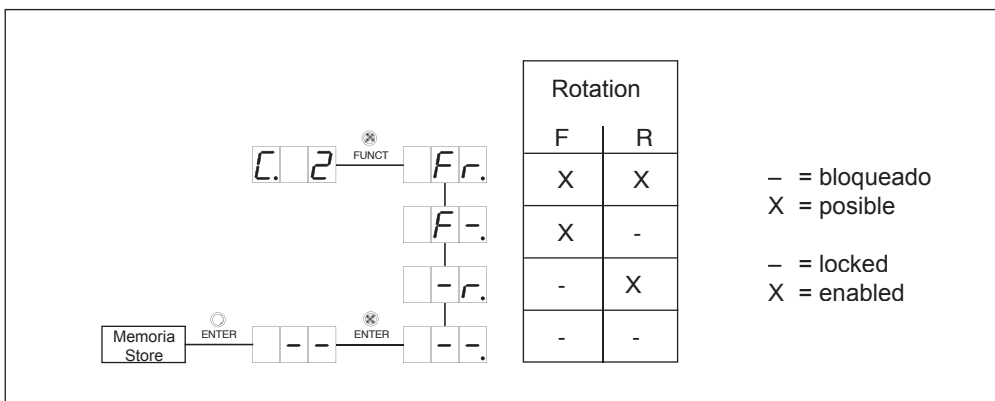 Rotation
F R
C. 2 FUNCT Fr. X X
F-. X -
-r. - X
Memoria Store ENTER -- ENTER --. - -
– = bloqueado
X = posible
– = locked
X = enabled